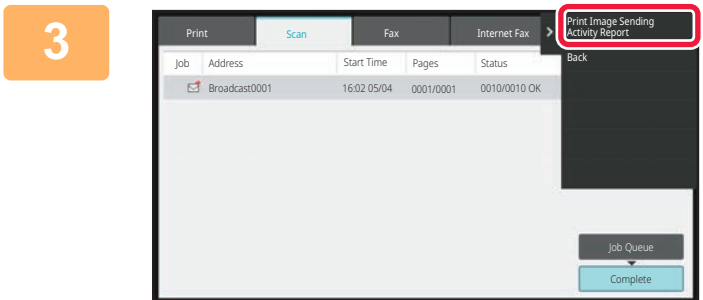 3
Print Scan Fax Internet Fax
Print Image Sending
Activity Report
Job Address Start Time Pages Status
Back
Broadcast0001 16:02 05/04 0001/0001 0010/0010 OK
Job Queue
Complete